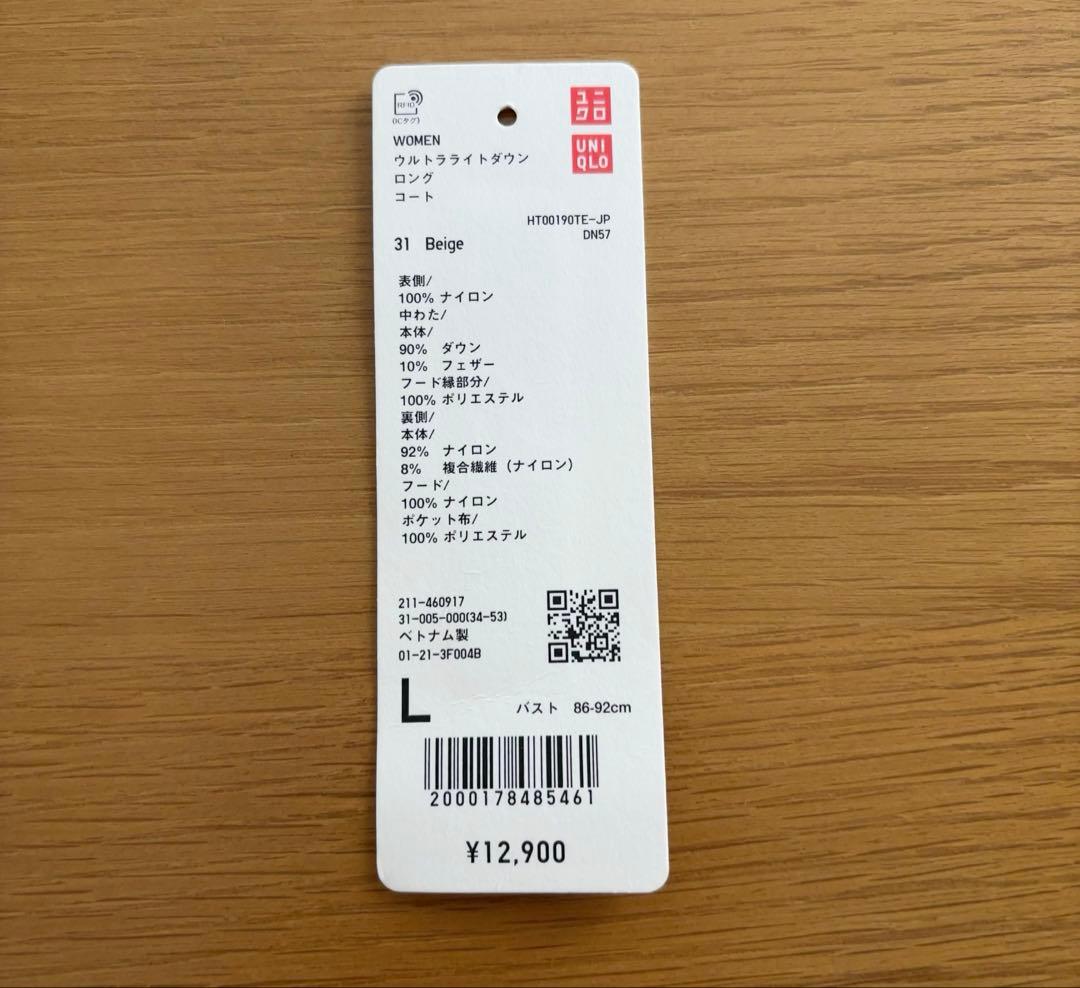 RFID
(ICタグ)
ユニ
クロ
UNI
QLO
WOMEN
ウルトラライトダウン
ロング
コート
HT00190TE-JP
DN57
31 Beige
表側/
100% ナイロン
中わた/
本体/
90% ダウン
10% フェザー
フード縁部分/
100% ポリエステル
裏側/
本体/
92% ナイロン
8% 複合繊維（ナイロン）
フード/
100% ナイロン
ポケット布/
100% ポリエステル
211-460917
31-005-000(34-53)
ベトナム製
01-21-3F004B
L
バスト 86-92cm
2000178485461
¥12,900